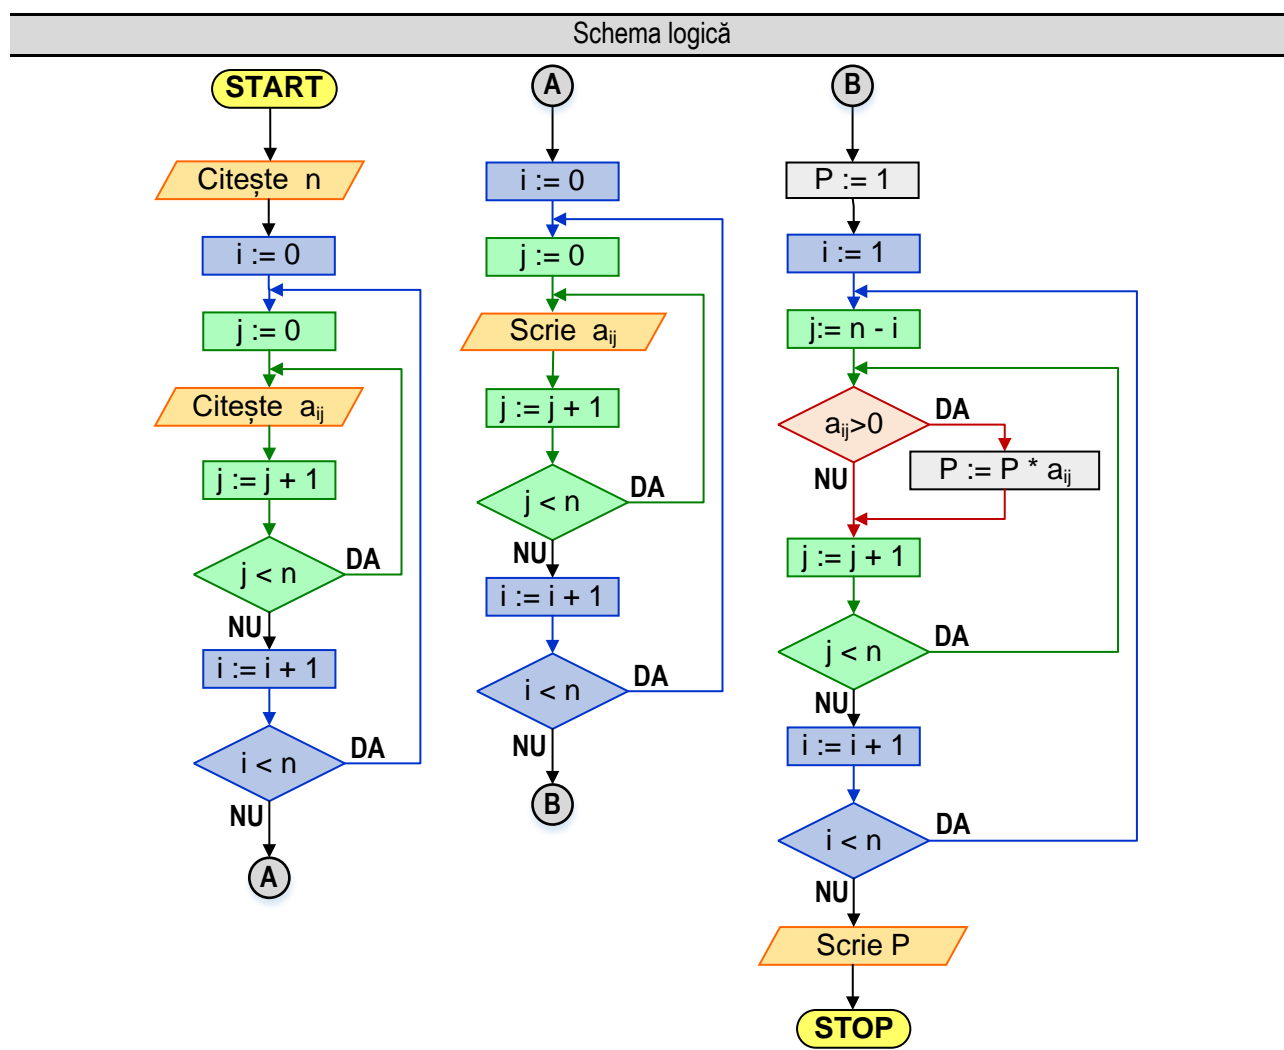 Schema logică
START
Citește n
i := 0
j := 0
Citește aij
j := j + 1
j < n
DA
NU
i := i + 1
i < n
DA
NU
A
A
i := 0
j := 0
Scrie aij
j := j + 1
j < n
DA
NU
i := i + 1
i < n
DA
NU
B
B
P := 1
i := 1
j:= n - i
aij>0
DA
P := P * aij
NU
j := j + 1
j < n
DA
NU
i := i + 1
i < n
DA
NU
Scrie P
STOP